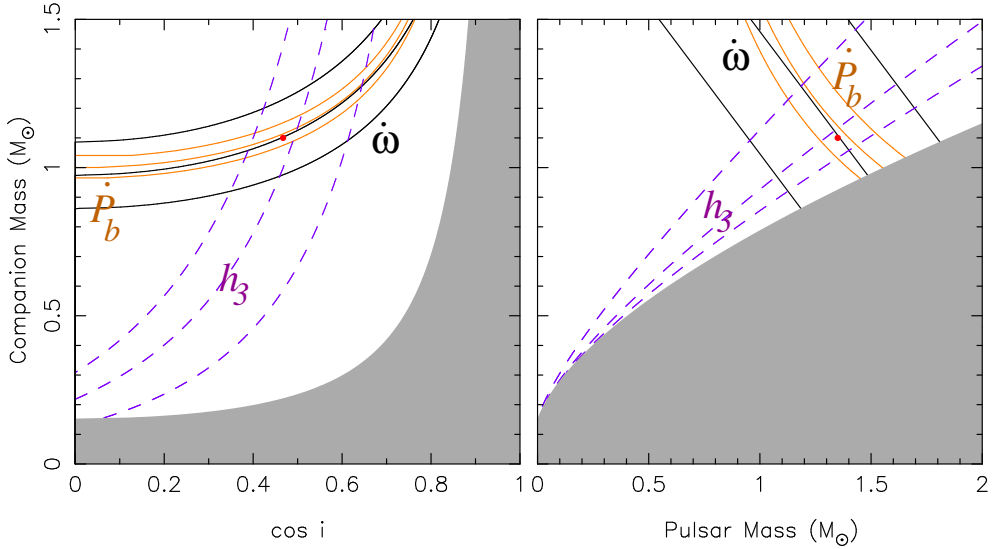 1.5
1
0.5
0
Companion Mass (M⊙)
Ṗb
ω̇
h3
0 0.2 0.4 0.6 0.8 1
cos i
ω̇
Ṗb
h3
0 0.5 1 1.5 2
Pulsar Mass (M⊙)